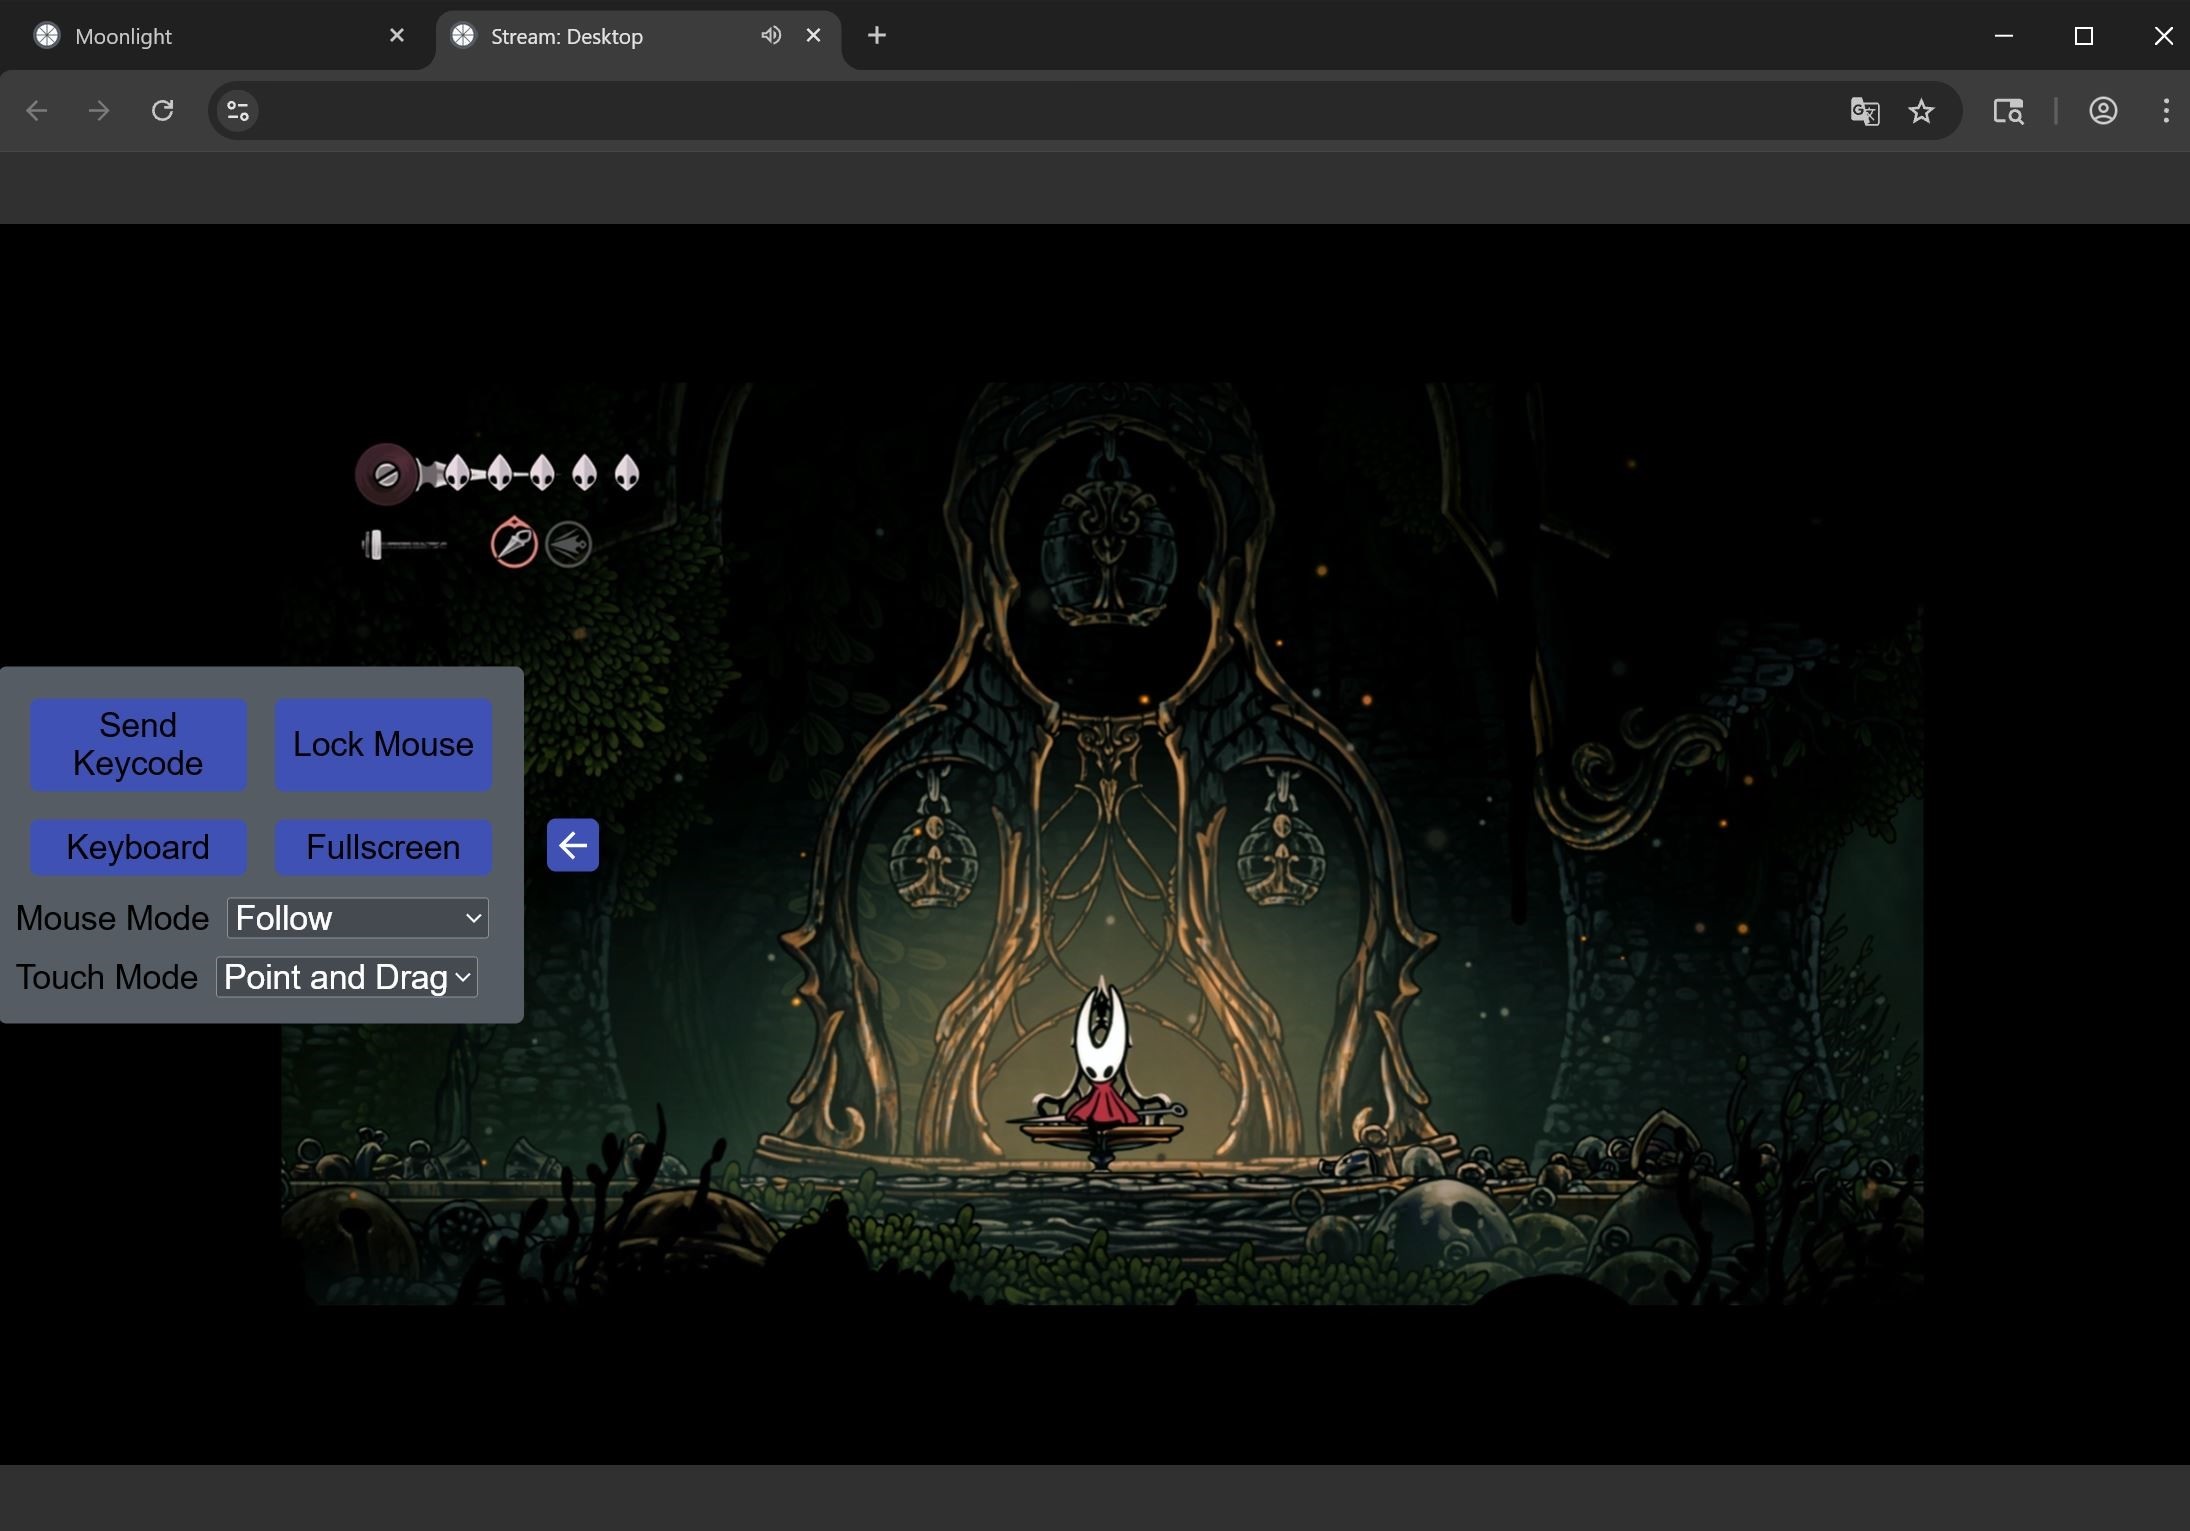 Moonlight
Stream: Desktop
Send
Keycode
Lock Mouse
Keyboard
Fullscreen
Mouse Mode Follow
Touch Mode Point and Drag